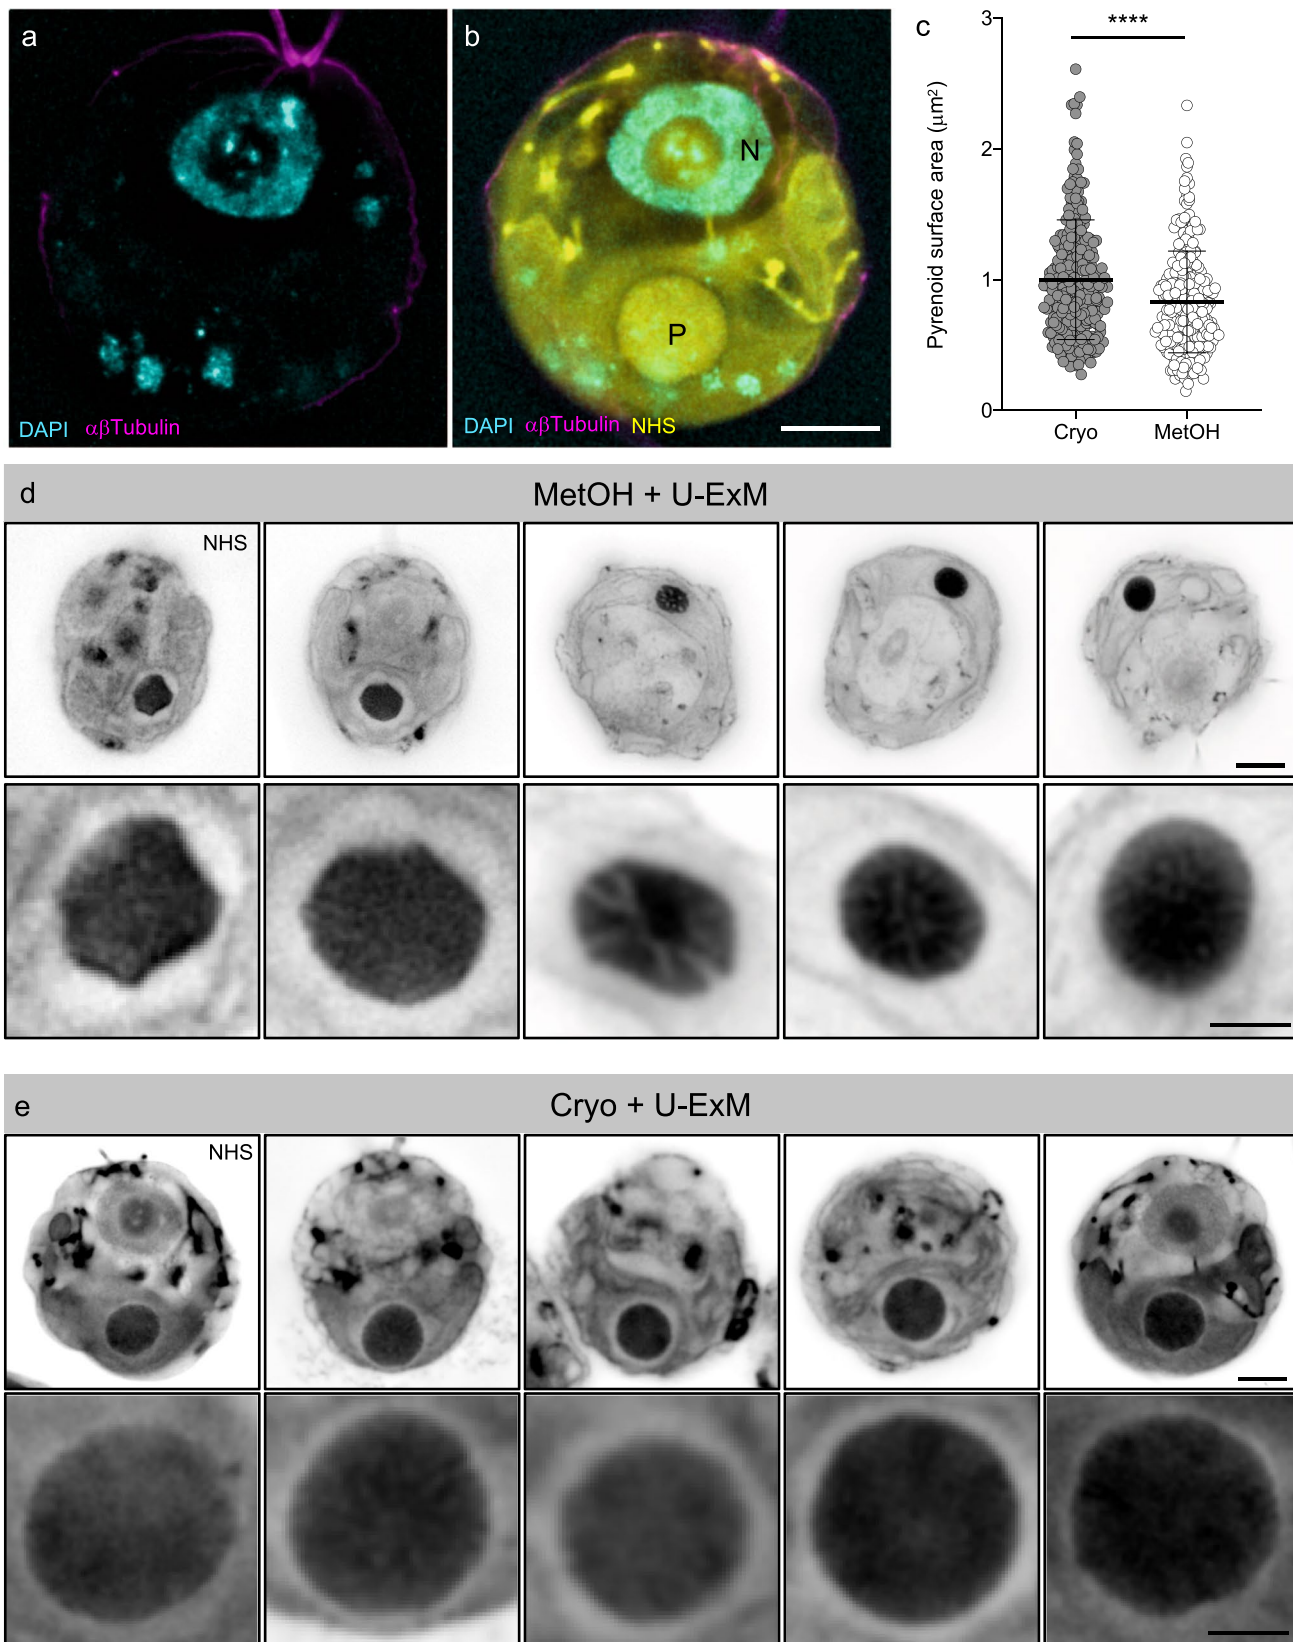 a
DAPI αβTubulin
b
N
P
DAPI αβTubulin NHS
c
****
Pyrenoid surface area (μm²)
3
2
1
0
Cryo MetOH
d MetOH + U-ExM
NHS
e Cryo + U-ExM
NHS